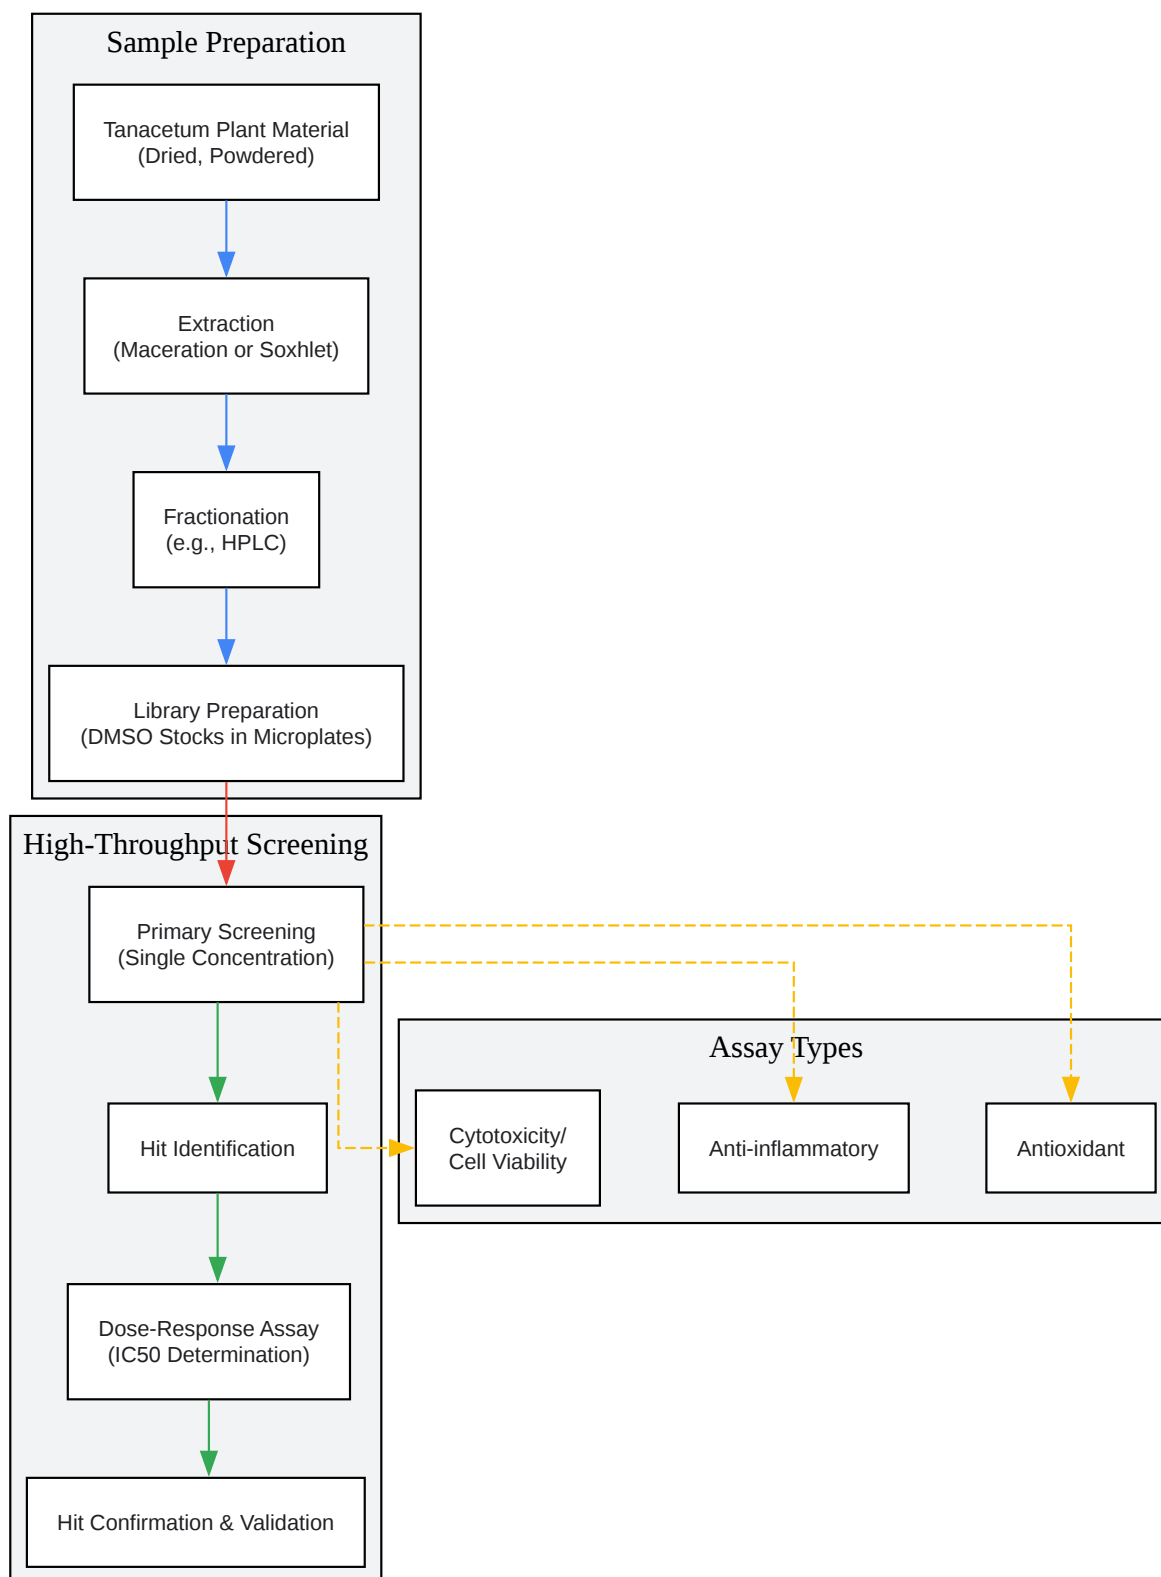 Sample Preparation
Tanacetum Plant Material
(Dried, Powdered)
Extraction
(Maceration or Soxhlet)
Fractionation
(e.g., HPLC)
Library Preparation
(DMSO Stocks in Microplates)
High-Throughput Screening
Primary Screening
(Single Concentration)
Hit Identification
Dose-Response Assay
(IC50 Determination)
Hit Confirmation & Validation
Assay Types
Cytotoxicity/
Cell Viability
Anti-inflammatory
Antioxidant